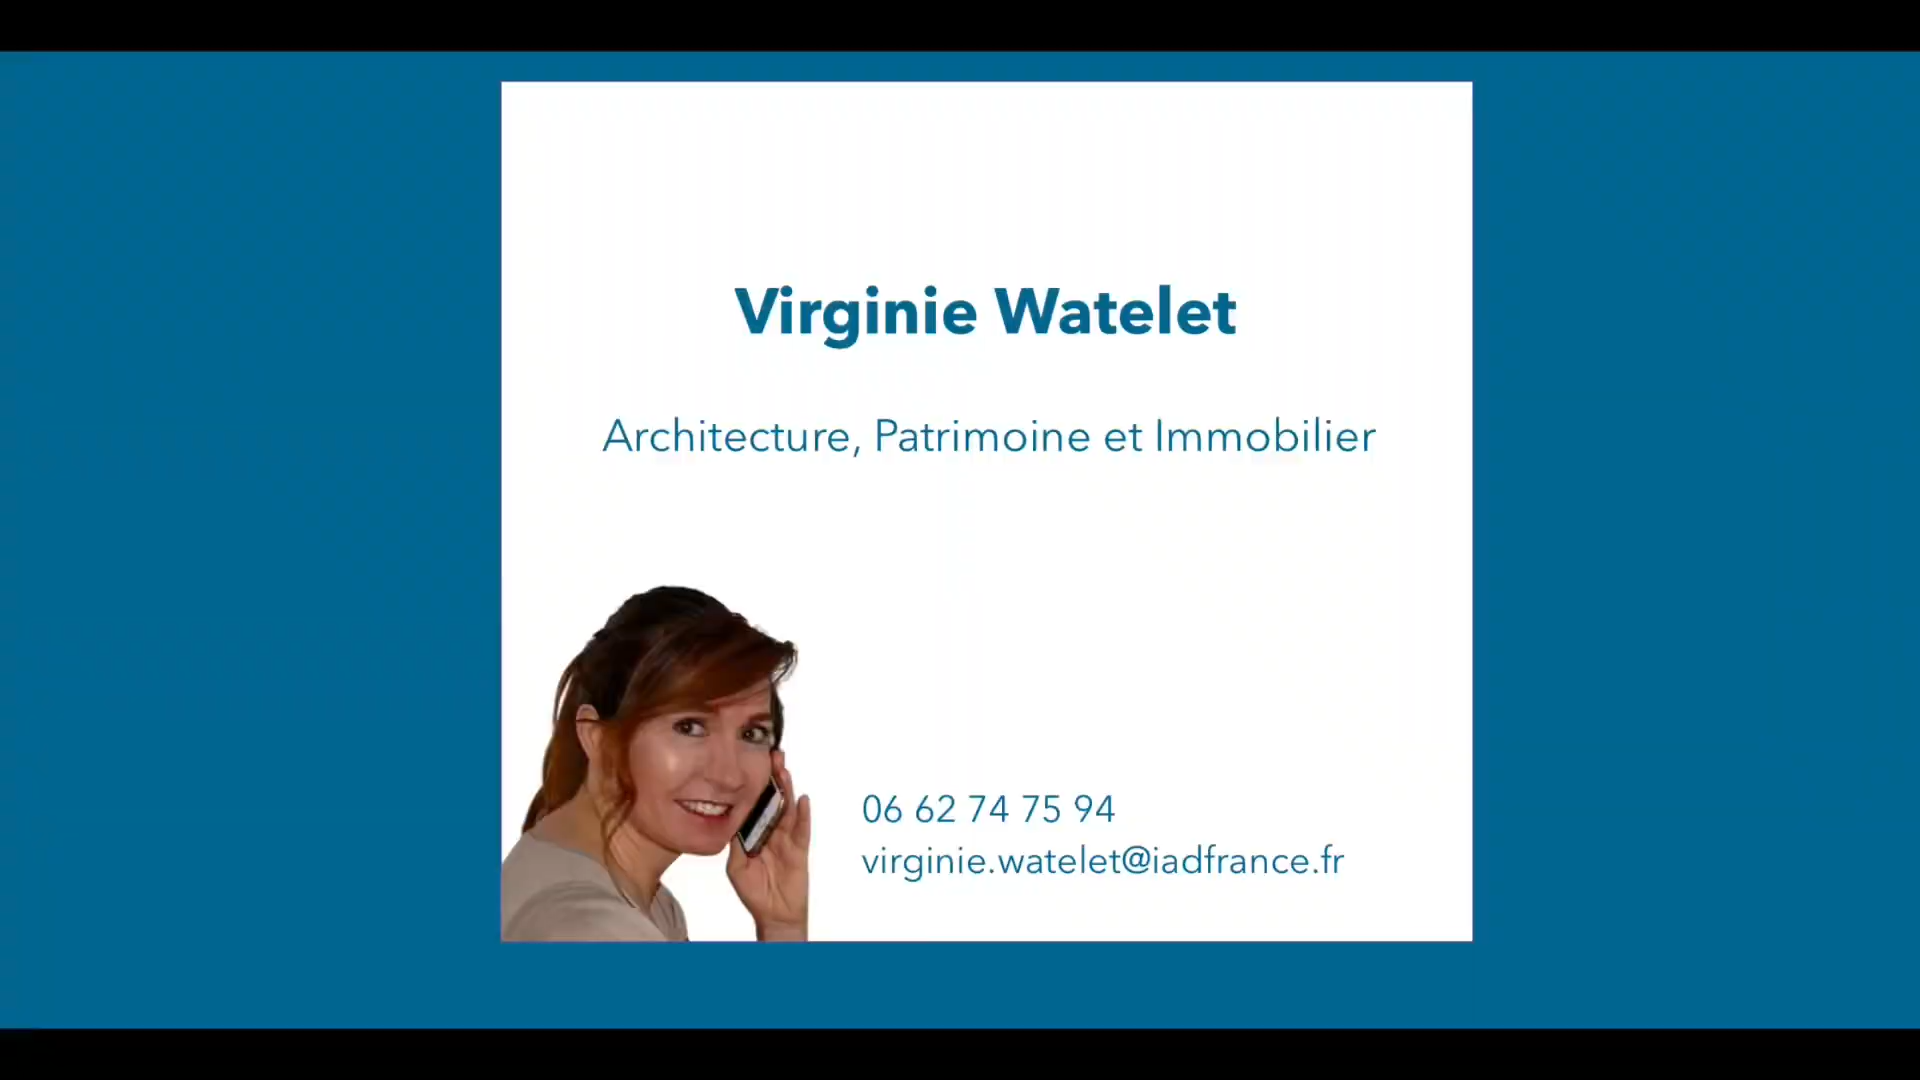 Virginie Watelet
Architecture, Patrimoine et Immobilier
06 62 74 75 94
virginie.watelet@iadfrance.fr